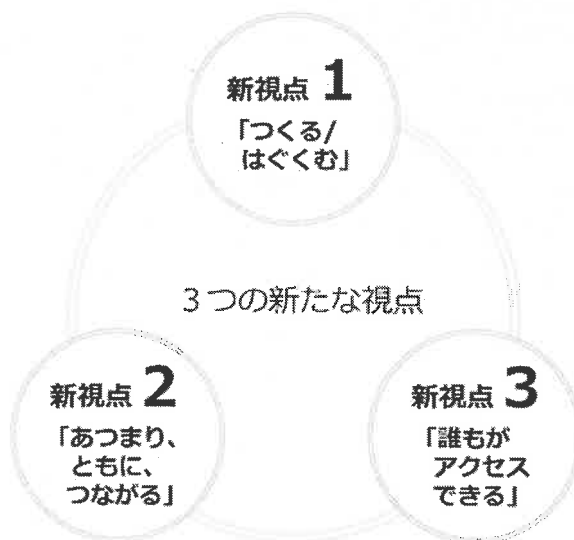 新視点 1
「つくる/
はぐくむ」
３つの新たな視点
新視点 2
「あつまり、
ともに、
つながる」
新視点 3
「誰もが
アクセス
できる」